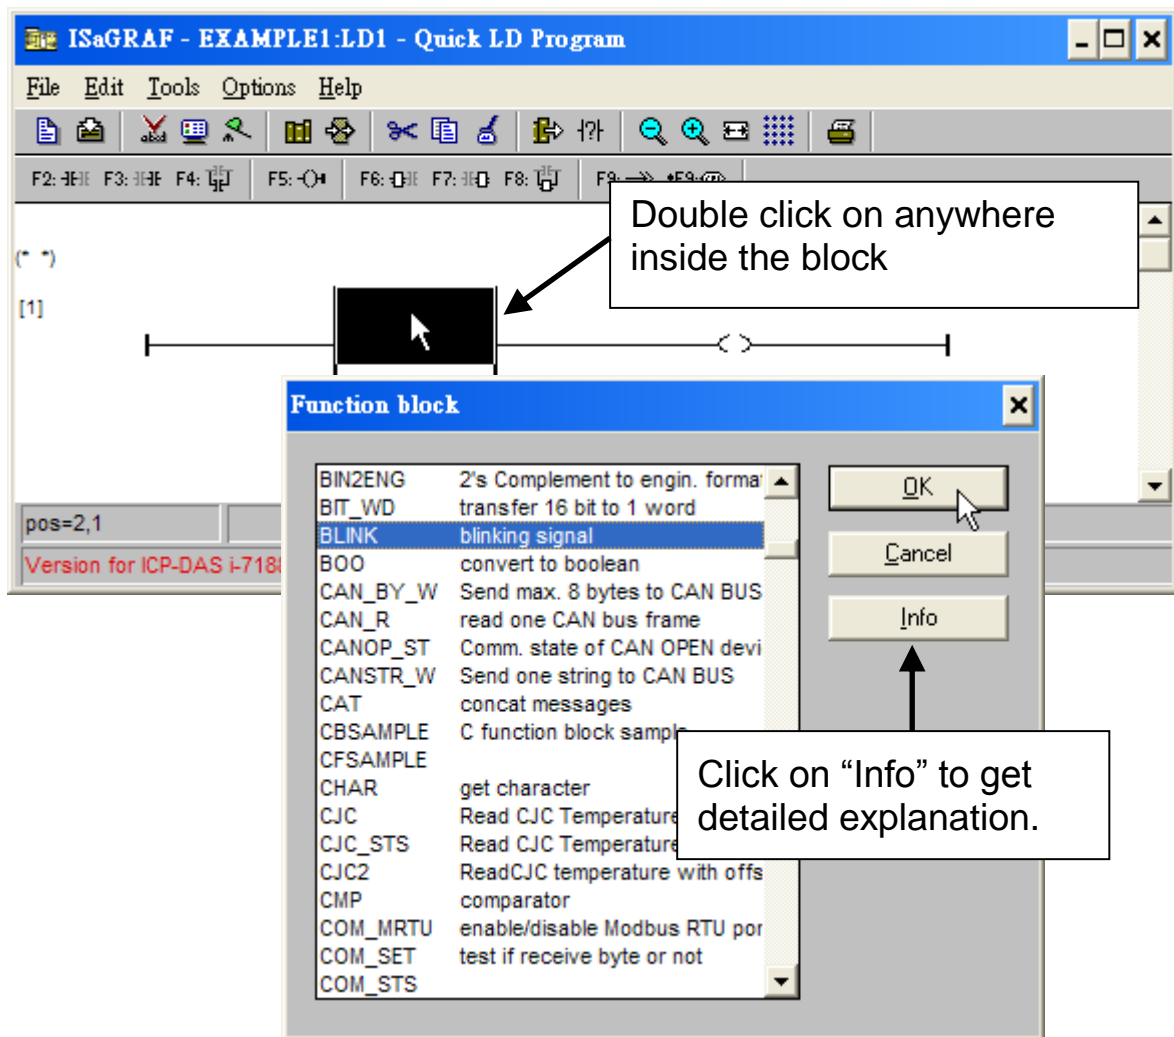 ISaGRAF - EXAMPLE1:LD1 - Quick LD Program
File Edit Tools Options Help
F2: F3: F4: F5: F6: F7: F8: F9:
Double click on anywhere
inside the block
(* *)
[1]
Function block
BIN2ENG 2's Complement to engin. forma
BIT_WD transfer 16 bit to 1 word
BLINK blinking signal
BOO convert to boolean
CAN_BY_W Send max. 8 bytes to CAN BUS
CAN_R read one CAN bus frame
CANOP_ST Comm. state of CAN OPEN devi
CANSTR_W Send one string to CAN BUS
CAT concat messages
CBSAMPLE C function block sample
CFSAMPLE
CHAR get character
CJC Read CJC Temperature
CJC_STS Read CJC Temperature
CJC2 ReadCJC temperature with offs
CMP comparator
COM_MRTU enable/disable Modbus RTU por
COM_SET test if receive byte or not
COM_STS
OK
Cancel
Info
Click on “Info” to get
detailed explanation.
pos=2,1
Version for ICP-DAS i-7188